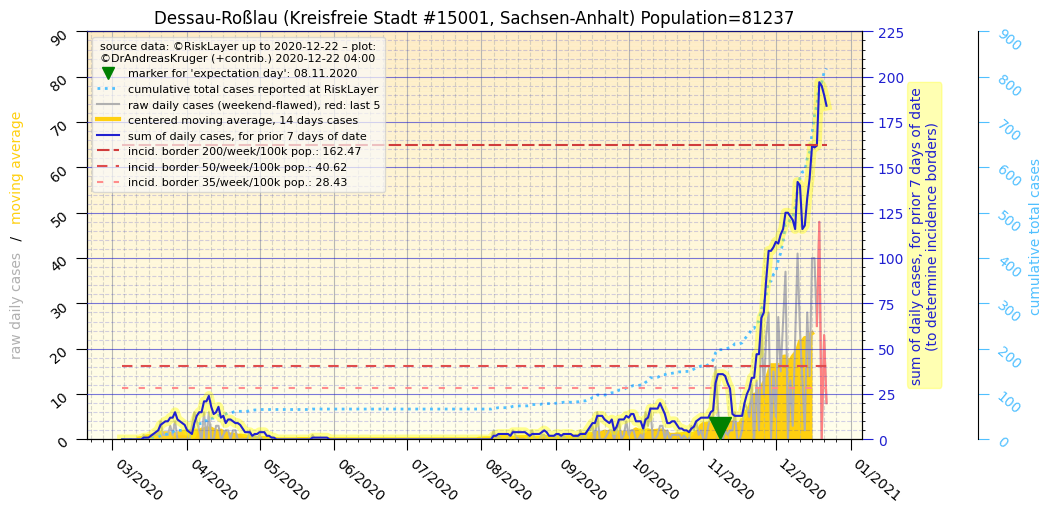 Dessau-Roßlau (Kreisfreie Stadt #15001, Sachsen-Anhalt) Population=81237
source data: ©RiskLayer up to 2020-12-22 – plot:
©DrAndreasKruger (+contrib.) 2020-12-22 04:00
marker for 'expectation day': 08.11.2020
cumulative total cases reported at RiskLayer
raw daily cases (weekend-flawed), red: last 5
centered moving average, 14 days cases
sum of daily cases, for prior 7 days of date
incid. border 200/week/100k pop.: 162.47
incid. border 50/week/100k pop.: 40.62
incid. border 35/week/100k pop.: 28.43
raw daily cases / moving average
90
80
70
60
50
40
30
20
10
0
03/2020
04/2020
05/2020
06/2020
07/2020
08/2020
09/2020
10/2020
11/2020
12/2020
01/2021
225
200
175
150
125
100
75
50
25
0
sum of daily cases, for prior 7 days of date
(to determine incidence borders)
900
800
700
600
500
400
300
200
100
0
cumulative total cases